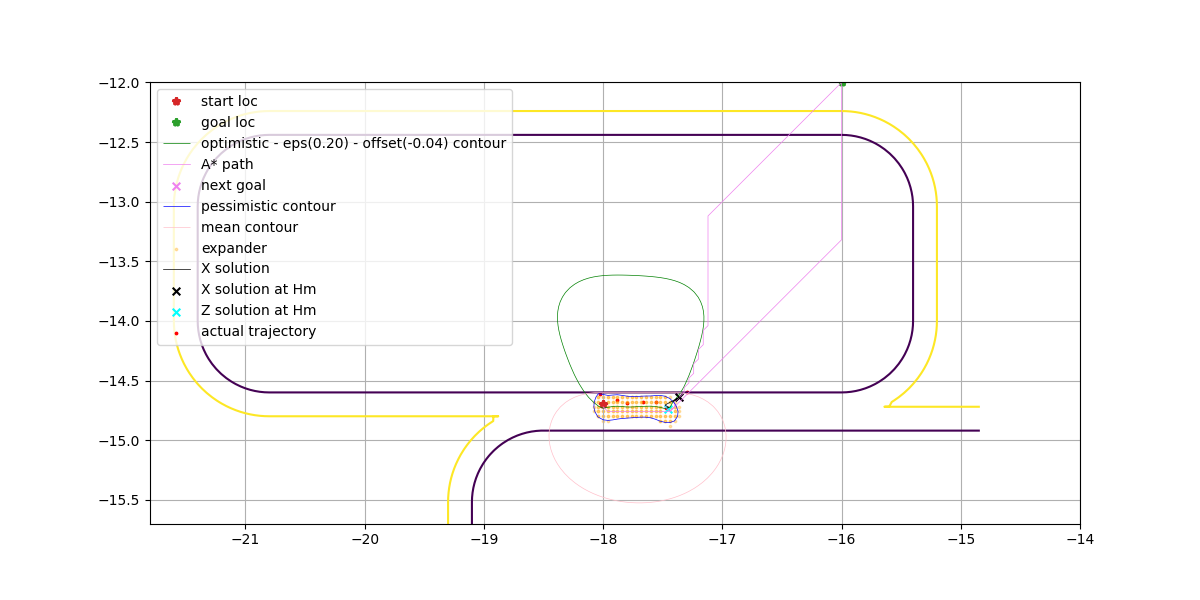 −12.0
−12.5
−13.0
−13.5
−14.0
−14.5
−15.0
−15.5
start loc
goal loc
optimistic - eps(0.20) - offset(-0.04) contour
A* path
next goal
pessimistic contour
mean contour
expander
X solution
X solution at Hm
Z solution at Hm
actual trajectory
−21 −20 −19 −18 −17 −16 −15 −14